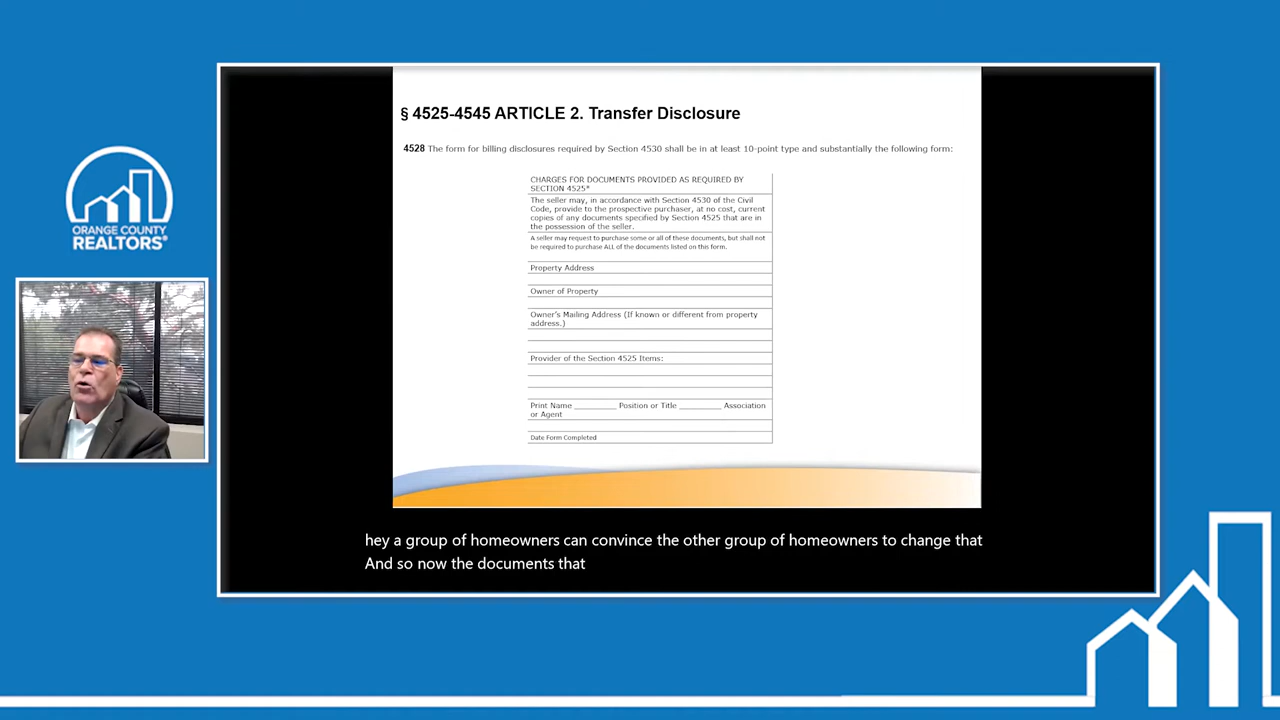 § 4525-4545 ARTICLE 2. Transfer Disclosure
4528 The form for billing disclosures required by Section 4530 shall be in at least 10-point type and substantially the following form:
CHARGES FOR DOCUMENTS PROVIDED AS REQUIRED BY
SECTION 4525*
The seller may, in accordance with Section 4530 of the Civil
Code, provide to the prospective purchaser, at no cost, current
copies of any documents specified by Section 4525 that are in
the possession of the seller.
A seller may request to purchase some or all of these documents, but shall not
be required to purchase ALL of the documents listed on this form.
Property Address
Owner of Property
Owner's Mailing Address (If known or different from property
address.)
Provider of the Section 4525 Items:
Print Name ________ Position or Title ________ Association
or Agent
Date Form Completed
ORANGE COUNTY
REALTORS®
hey a group of homeowners can convince the other group of homeowners to change that
And so now the documents that